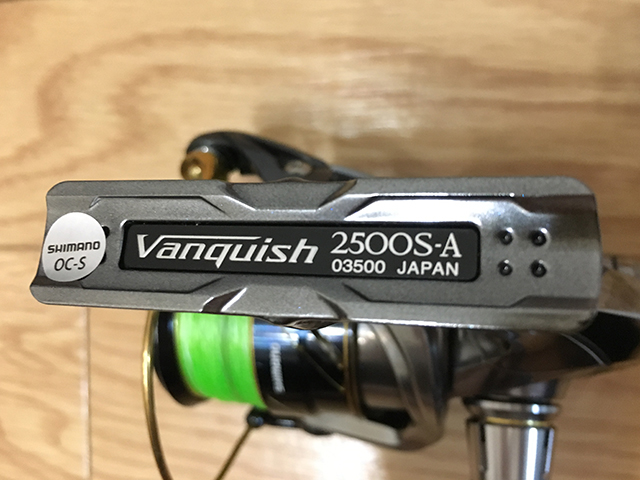 SHIMANO
OC-S
Vanquish 2500S-A
03500 JAPAN